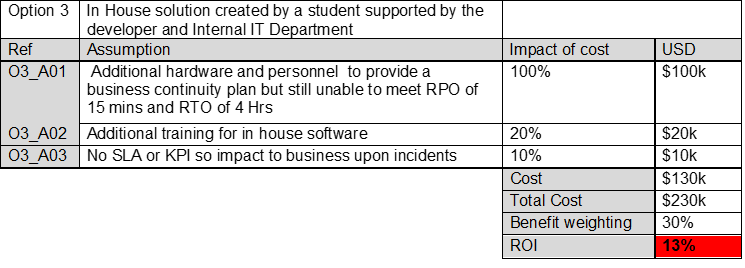 Option 3 In House solution created by a student supported by the
developer and Internal IT Department
Ref Assumption Impact of cost USD
O3_A01 Additional hardware and personnel to provide a 100% $100k
business continuity plan but still unable to meet RPO of
15 mins and RTO of 4 Hrs
O3_A02 Additional training for in house software 20% $20k
O3_A03 No SLA or KPI so impact to business upon incidents 10% $10k
Cost $130k
Total Cost $230k
Benefit weighting 30%
ROI 13%